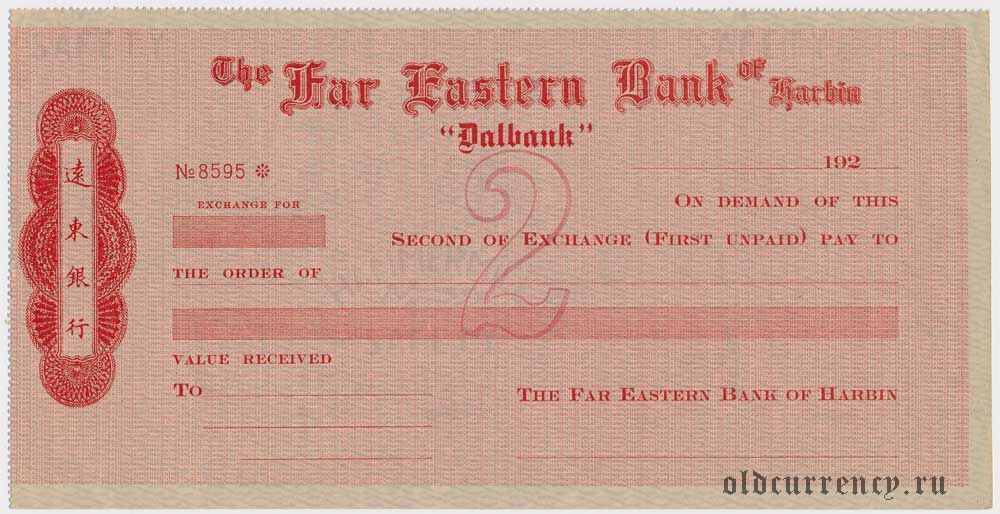 The Far Eastern Bank of Harbin
"Dalbank"
192
№8595 *
EXCHANGE FOR
2
ON DEMAND OF THIS
SECOND OF EXCHANGE (FIRST UNPAID) PAY TO
THE ORDER OF
VALUE RECEIVED
TO
THE FAR EASTERN BANK OF HARBIN
遠東銀行
oldcurrency.ru